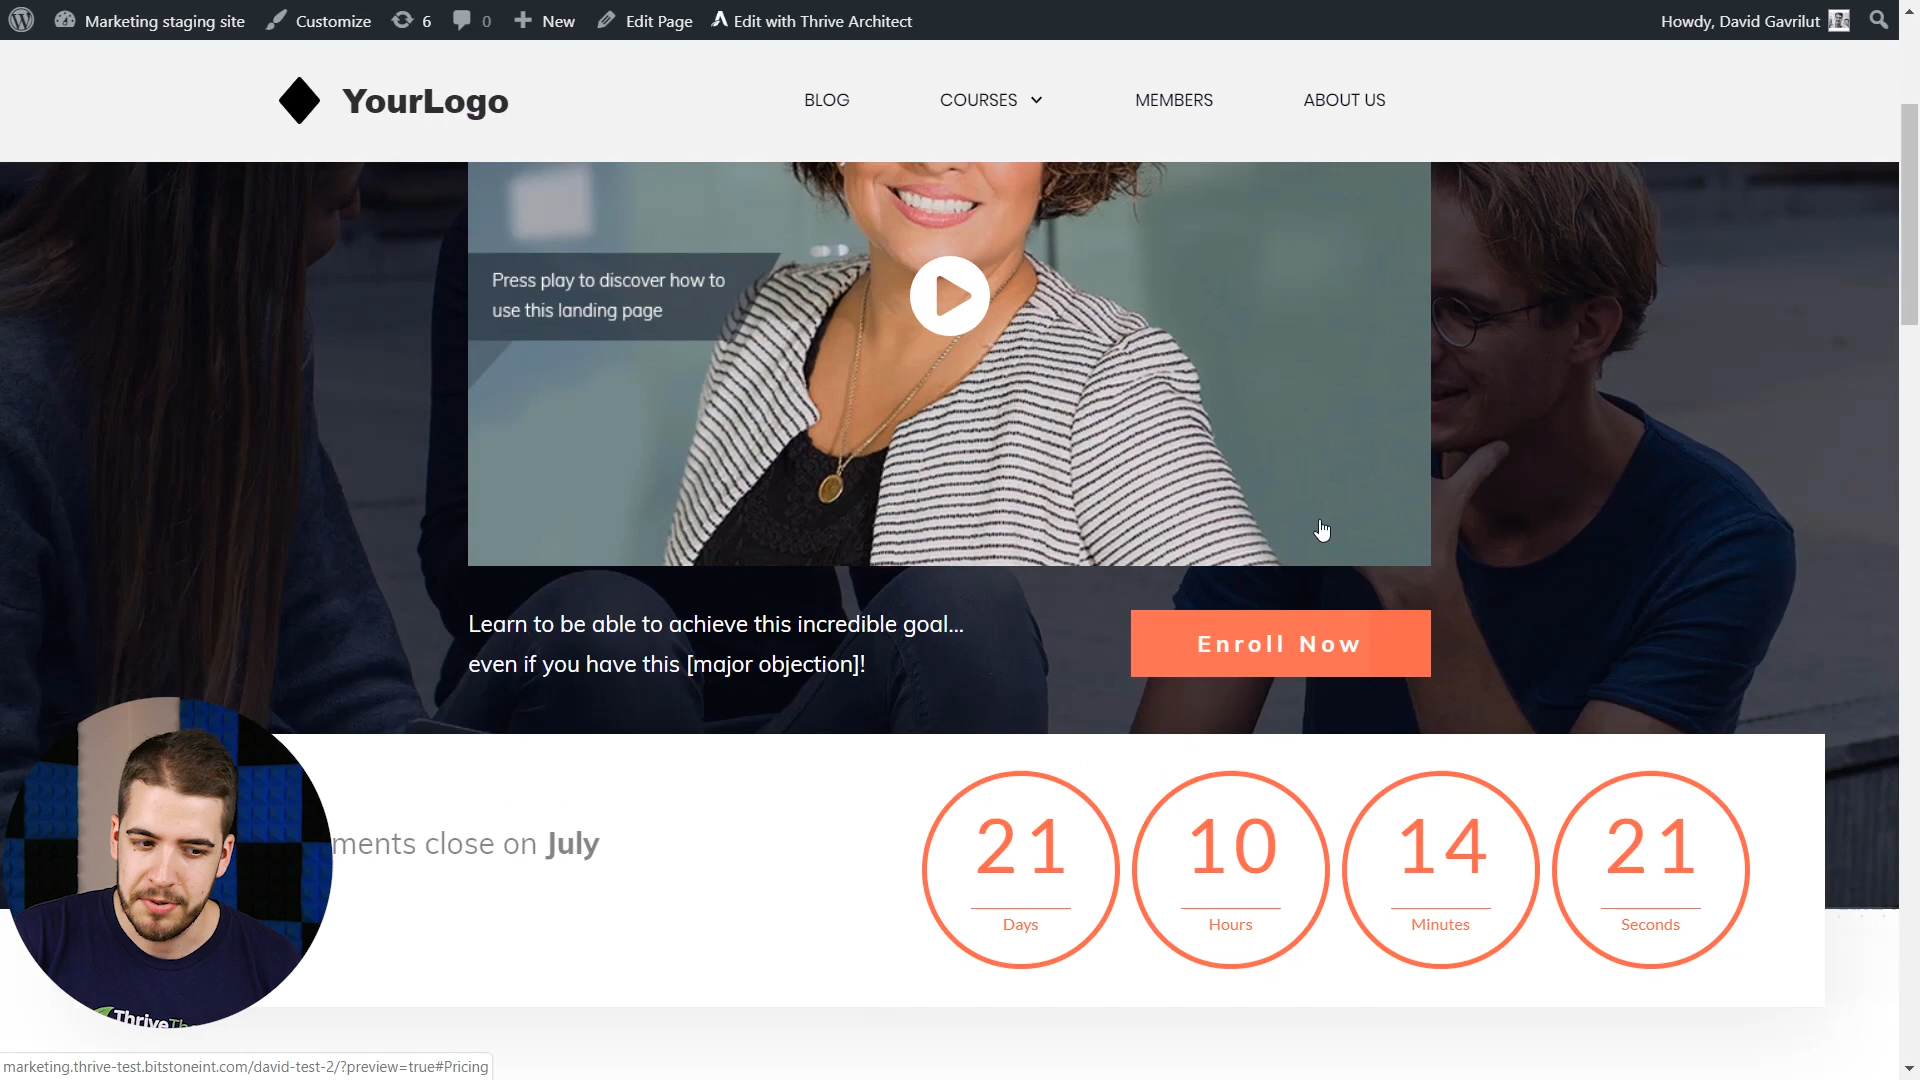 Marketing staging site Customize 6 0 New Edit Page Edit with Thrive Architect Howdy, David Gavrilut
YourLogo BLOG COURSES MEMBERS ABOUT US
Press play to discover how to
use this landing page
Learn to be able to achieve this incredible goal...
even if you have this [major objection]!
Enroll Now
ments close on July
21 10 14 21
Days Hours Minutes Seconds
ThriveTh
marketing.thrive-test.bitstoneint.com/david-test-2/?preview=true#Pricing